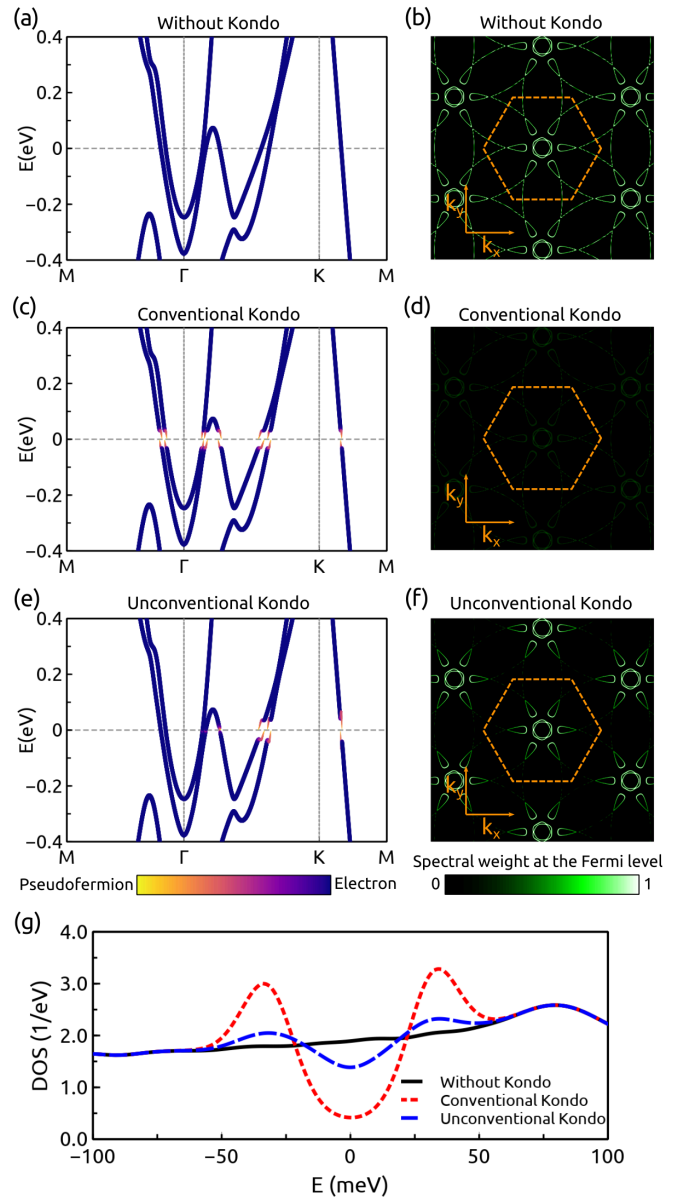 (a) Without Kondo (b) Without Kondo
0.4
0.2
0
−0.2
−0.4
E(eV)
M Γ K M
ky
kx
(c) Conventional Kondo (d) Conventional Kondo
0.4
0.2
0
−0.2
−0.4
E(eV)
M Γ K M
ky
kx
(e) Unconventional Kondo (f) Unconventional Kondo
0.4
0.2
0
−0.2
−0.4
E(eV)
M Γ K M
ky
kx
Pseudofermion Electron
Spectral weight at the Fermi level
0 1
(g)
4.0
3.0
2.0
1.0
0.0
DOS (1/eV)
Without Kondo
Conventional Kondo
Unconventional Kondo
−100 −50 0 50 100
E (meV)